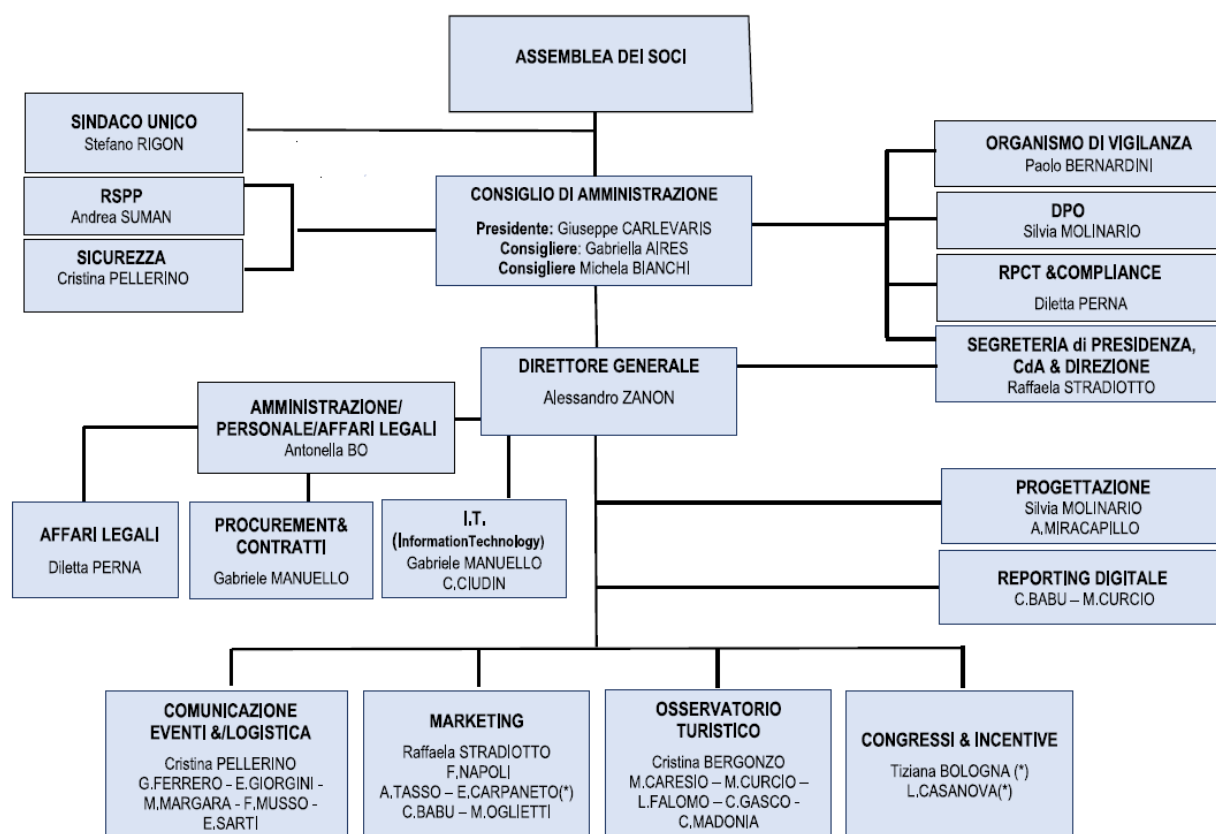 ASSEMBLEA DEI SOCI
SINDACO UNICO
Stefano RIGON
RSPP
Andrea SUMAN
SICUREZZA
Cristina PELLERINO
CONSIGLIO DI AMMINISTRAZIONE
Presidente: Giuseppe CARLEVARIS
Consigliere: Gabriella AIRES
Consigliere Michela BIANCHI
ORGANISMO DI VIGILANZA
Paolo BERNARDINI
DPO
Silvia MOLINARIO
RPCT &COMPLIANCE
Diletta PERNA
SEGRETERIA di PRESIDENZA,
CdA & DIREZIONE
Raffaela STRADIOTTO
DIRETTORE GENERALE
Alessandro ZANON
AMMINISTRAZIONE/
PERSONALE/AFFARI LEGALI
Antonella BO
AFFARI LEGALI
Diletta PERNA
PROCUREMENT&
CONTRATTI
Gabriele MANUELLO
I.T.
(InformationTechnology)
Gabriele MANUELLO
C.CIUDIN
PROGETTAZIONE
Silvia MOLINARIO
A.MIRACAPILLO
REPORTING DIGITALE
C.BABU – M.CURCIO
COMUNICAZIONE
EVENTI &/LOGISTICA
Cristina PELLERINO
G.FERRERO - E.GIORGINI -
M.MARGARA - F.MUSSO -
E.SARTI
MARKETING
Raffaela STRADIOTTO
F.NAPOLI
A.TASSO – E.CARPANETO(*)
C.BABU – M.OGLIETTI
OSSERVATORIO
TURISTICO
Cristina BERGONZO
M.CARESIO – M.CURCIO –
L.FALOMO – C.GASCO -
C.MADONIA
CONGRESSI & INCENTIVE
Tiziana BOLOGNA (*)
L.CASANOVA(*)